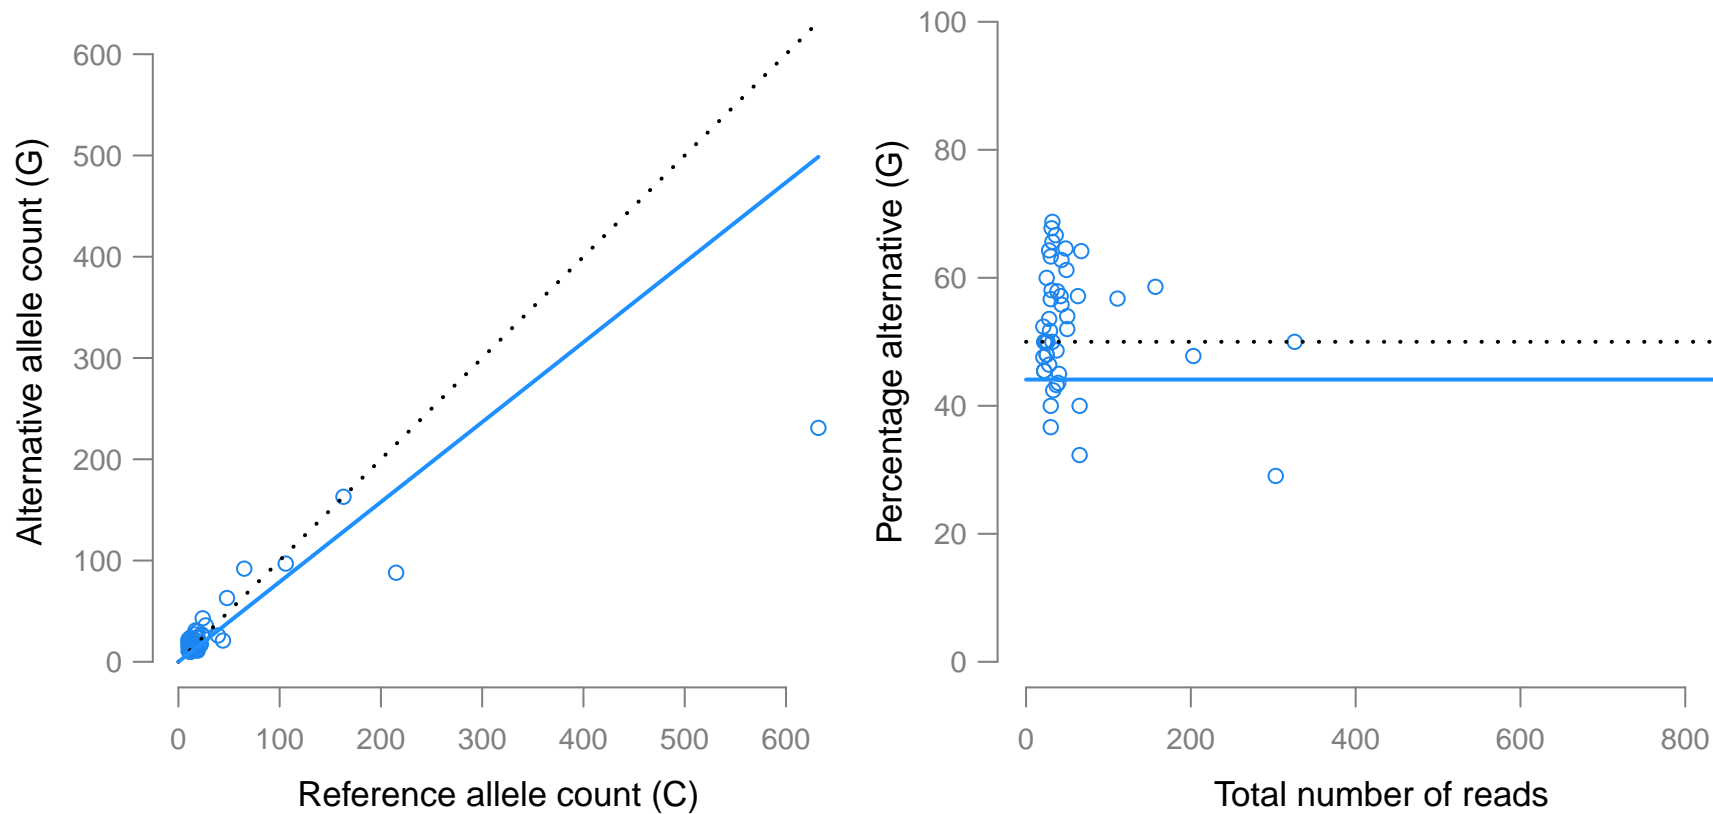 Alternative allele count (G)
600
500
400
300
200
100
0
0 100 200 300 400 500 600
Reference allele count (C)
Percentage alternative (G)
100
80
60
40
20
0
0 200 400 600 800
Total number of reads